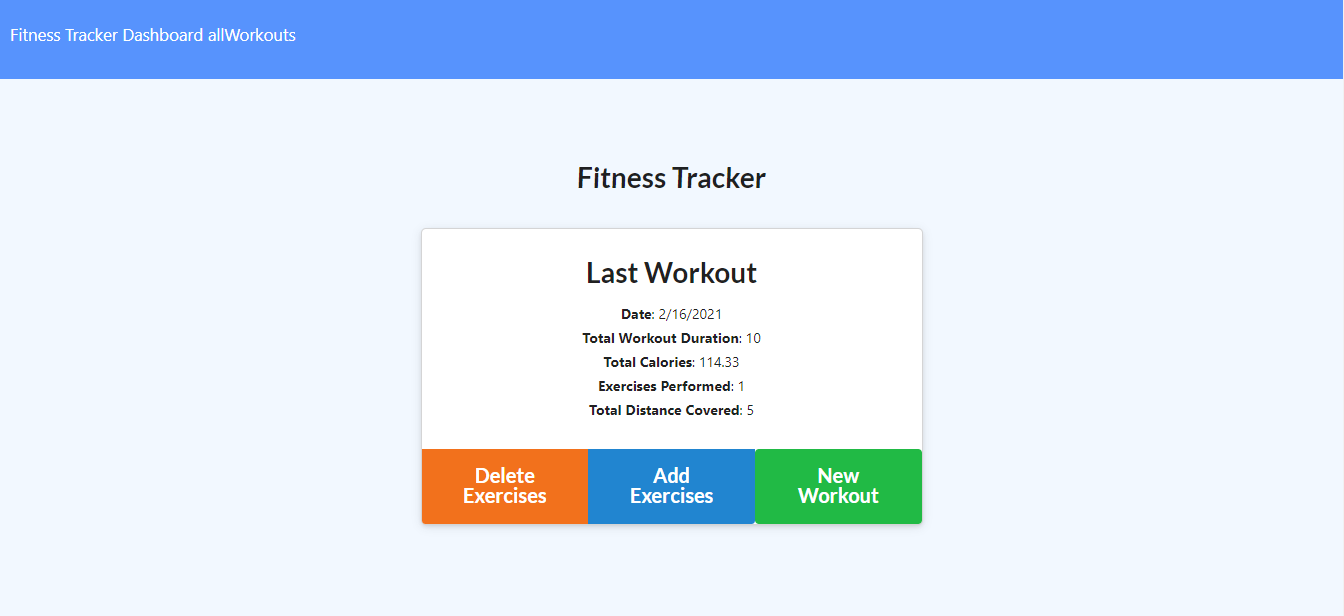 Fitness Tracker Dashboard allWorkouts
Fitness Tracker
Last Workout
Date: 2/16/2021
Total Workout Duration: 10
Total Calories: 114.33
Exercises Performed: 1
Total Distance Covered: 5
Delete
Exercises
Add
Exercises
New
Workout